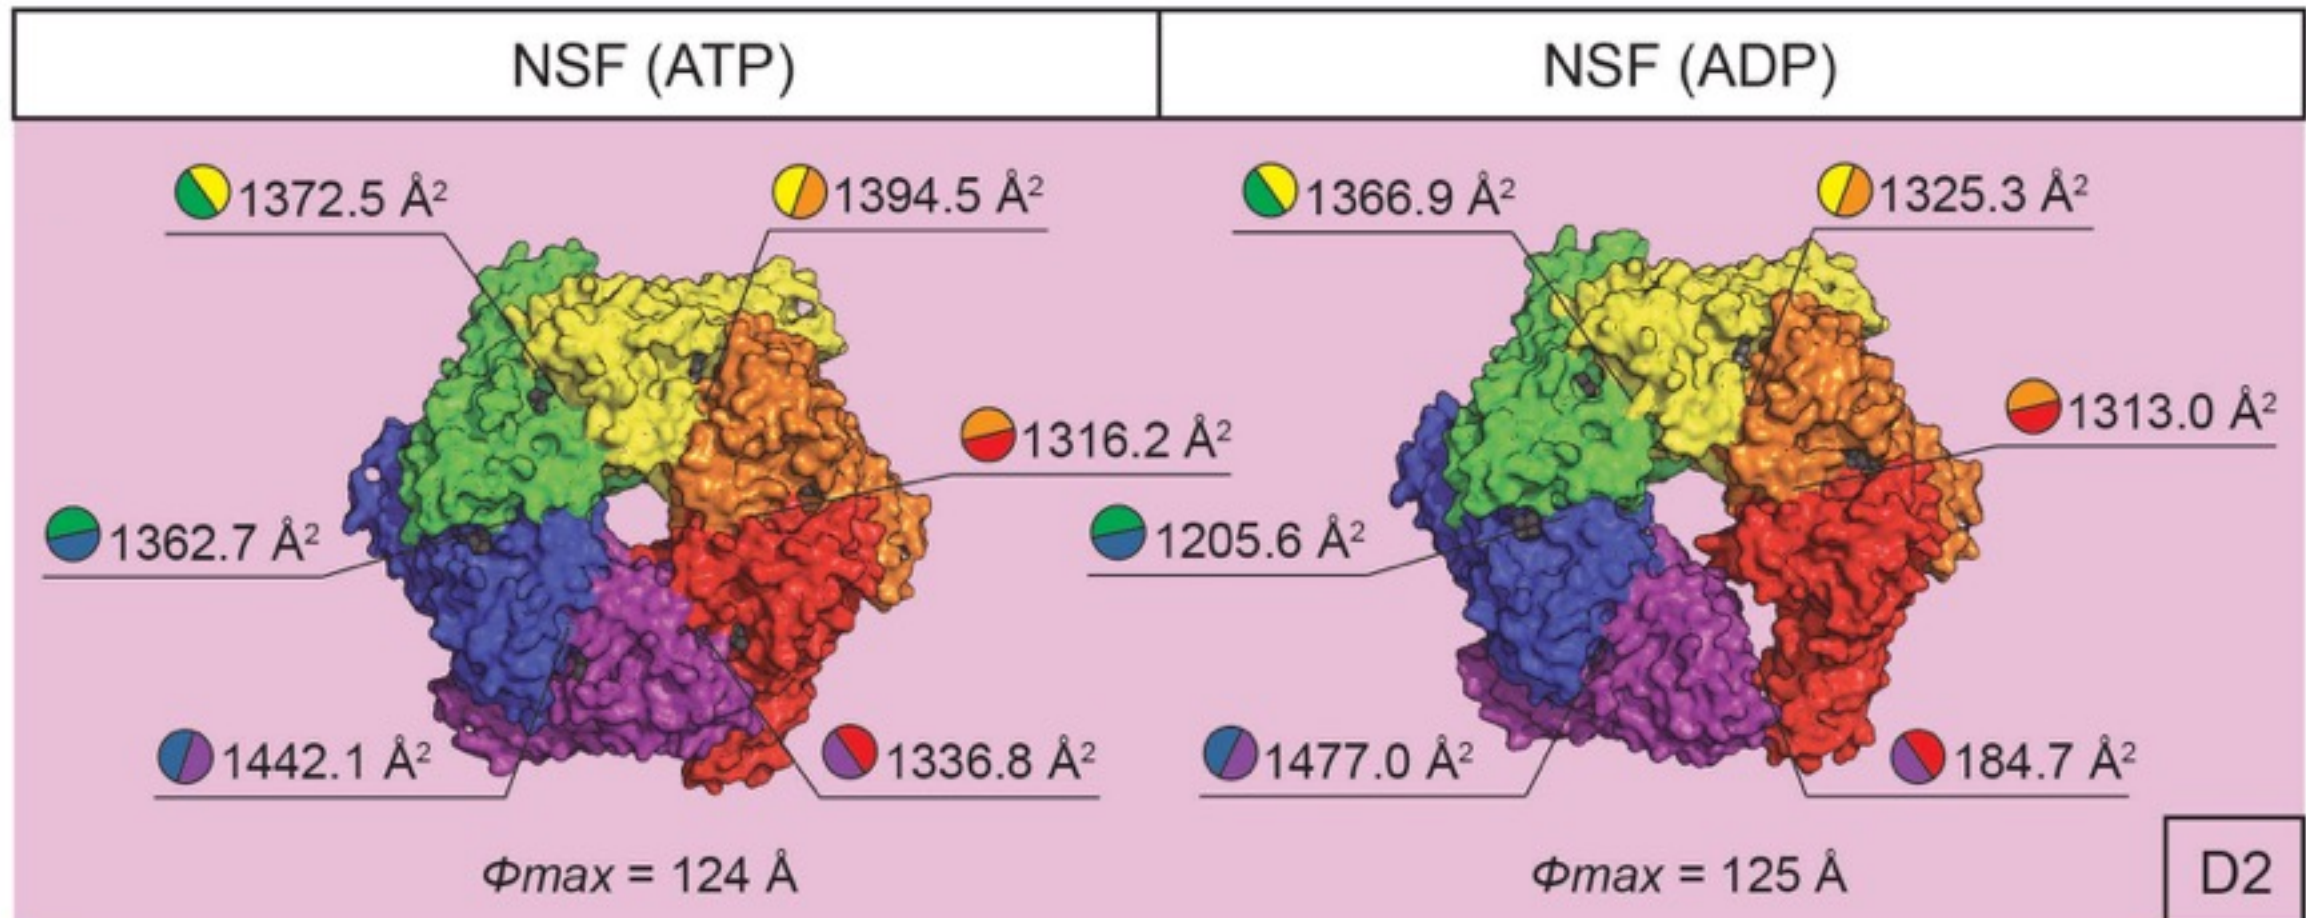 NSF (ATP)
NSF (ADP)
1372.5 Å²
1394.5 Å²
1366.9 Å²
1325.3 Å²
1316.2 Å²
1313.0 Å²
1362.7 Å²
1205.6 Å²
1442.1 Å²
1336.8 Å²
1477.0 Å²
184.7 Å²
Φmax = 124 Å
Φmax = 125 Å
D2